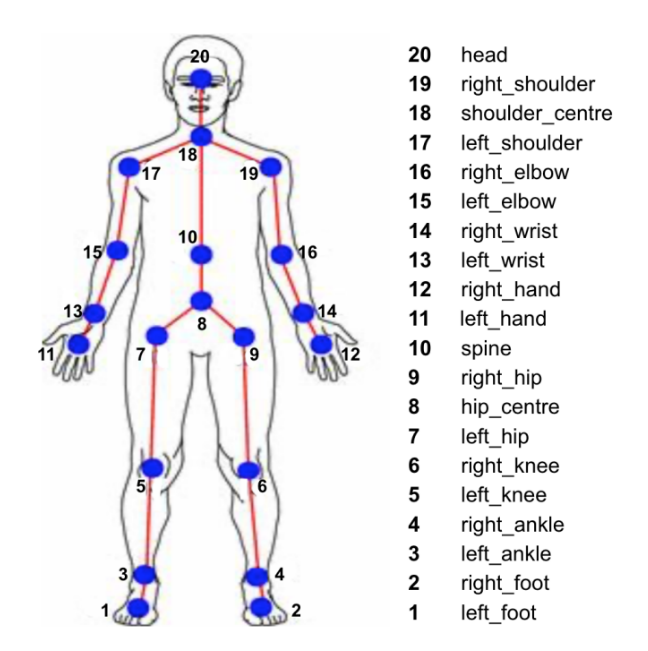 20
18
17
19
10
15
16
8
13
14
11
7
9
12
5
6
3
4
1
2
20 head
19 right_shoulder
18 shoulder_centre
17 left_shoulder
16 right_elbow
15 left_elbow
14 right_wrist
13 left_wrist
12 right_hand
11 left_hand
10 spine
9 right_hip
8 hip_centre
7 left_hip
6 right_knee
5 left_knee
4 right_ankle
3 left_ankle
2 right_foot
1 left_foot